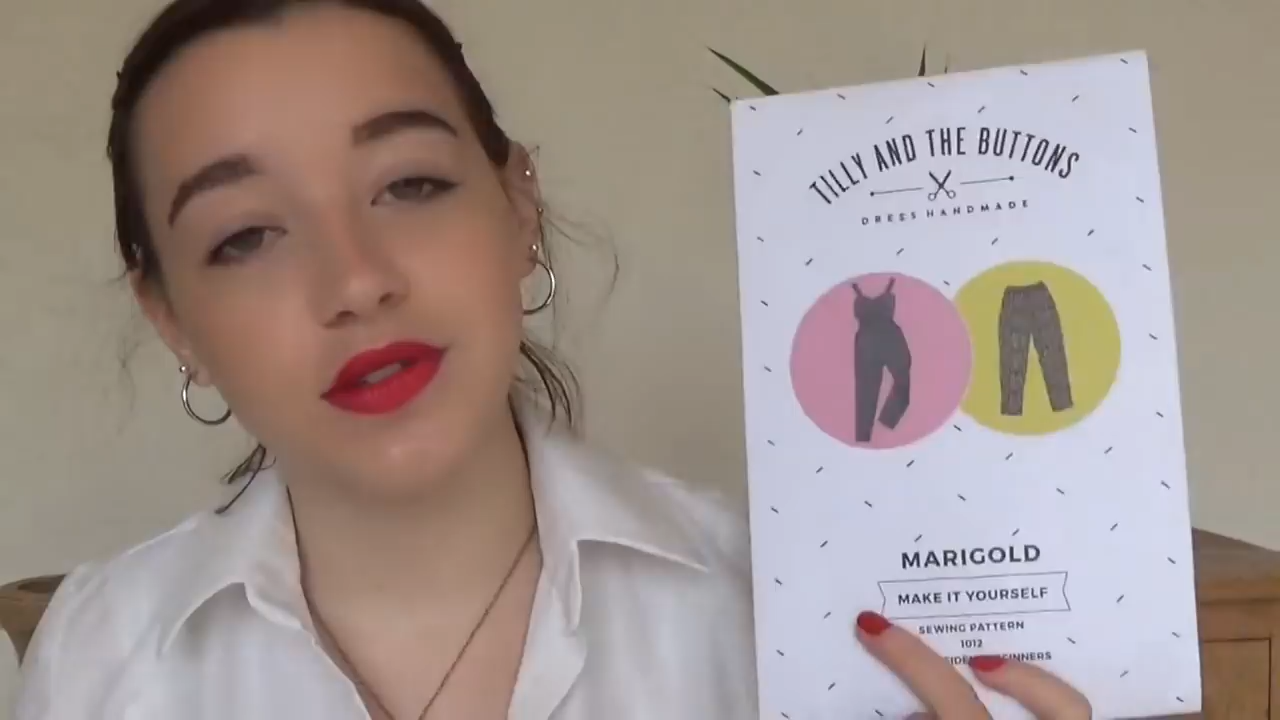 TILLY AND THE BUTTONS
DRESS HANDMADE
MARIGOLD
MAKE IT YOURSELF
SEWING PATTERN
1012